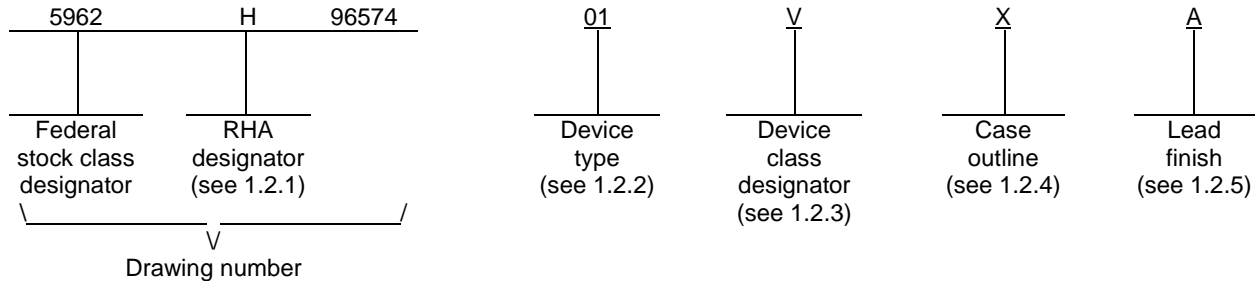 5962 H 96574 01 V X A
Federal stock class designator
RHA designator (see 1.2.1)
Device type (see 1.2.2)
Device class designator (see 1.2.3)
Case outline (see 1.2.4)
Lead finish (see 1.2.5)
Drawing number